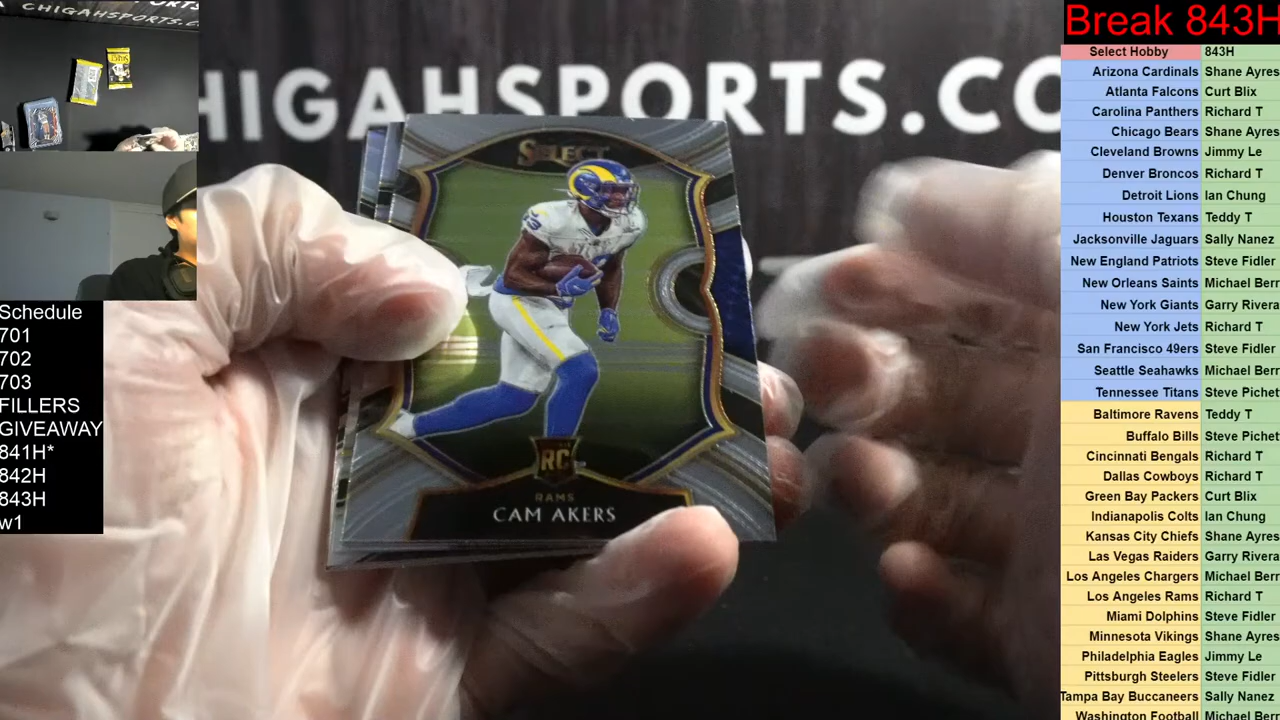 CHIGAHSPORTS.C
HIGAHSPORTS.CO
SELECT
RC
RAMS
CAM AKERS
Schedule
701
702
703
FILLERS
GIVEAWAY
841H*
842H
843H
w1
Break 843H
Select Hobby 843H
Arizona Cardinals Shane Ayres
Atlanta Falcons Curt Blix
Carolina Panthers Richard T
Chicago Bears Shane Ayres
Cleveland Browns Jimmy Le
Denver Broncos Richard T
Detroit Lions Ian Chung
Houston Texans Teddy T
Jacksonville Jaguars Sally Nanez
New England Patriots Steve Fidler
New Orleans Saints Michael Berr
New York Giants Garry Rivera
New York Jets Richard T
San Francisco 49ers Steve Fidler
Seattle Seahawks Michael Berr
Tennessee Titans Steve Pichet
Baltimore Ravens Teddy T
Buffalo Bills Steve Pichet
Cincinnati Bengals Richard T
Dallas Cowboys Richard T
Green Bay Packers Curt Blix
Indianapolis Colts Ian Chung
Kansas City Chiefs Shane Ayres
Las Vegas Raiders Garry Rivera
Los Angeles Chargers Michael Berr
Los Angeles Rams Richard T
Miami Dolphins Steve Fidler
Minnesota Vikings Shane Ayres
Philadelphia Eagles Jimmy Le
Pittsburgh Steelers Steve Fidler
Tampa Bay Buccaneers Sally Nanez
Washington Football Michael Berr